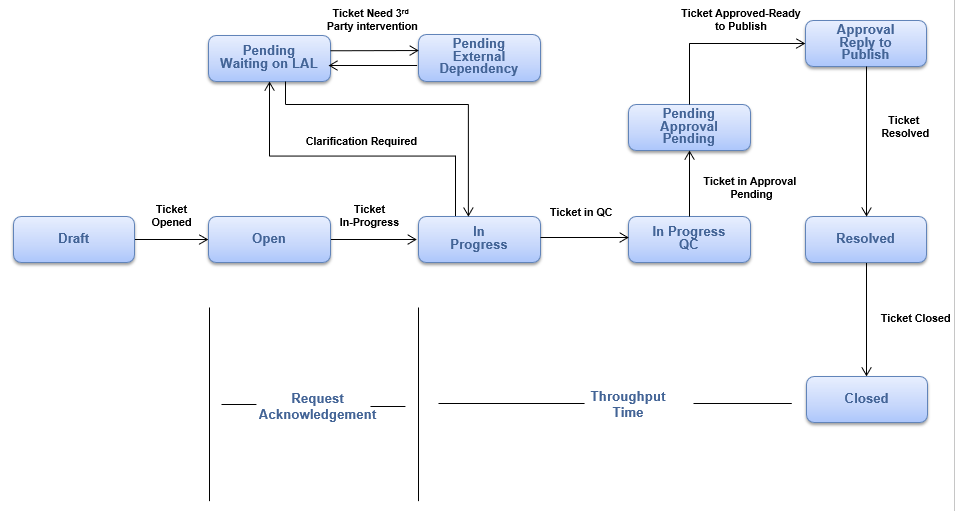 Ticket Need 3rd
Party intervention
Ticket Approved-Ready
to Publish
Pending
Waiting on LAL
Pending
External
Dependency
Approval
Reply to
Publish
Pending
Approval
Pending
Ticket
Resolved
Clarification Required
Ticket in Approval
Pending
Ticket
Opened
Ticket
In-Progress
Ticket in QC
Draft
Open
In
Progress
In Progress
QC
Resolved
Ticket Closed
Request
Acknowledgement
Throughput
Time
Closed